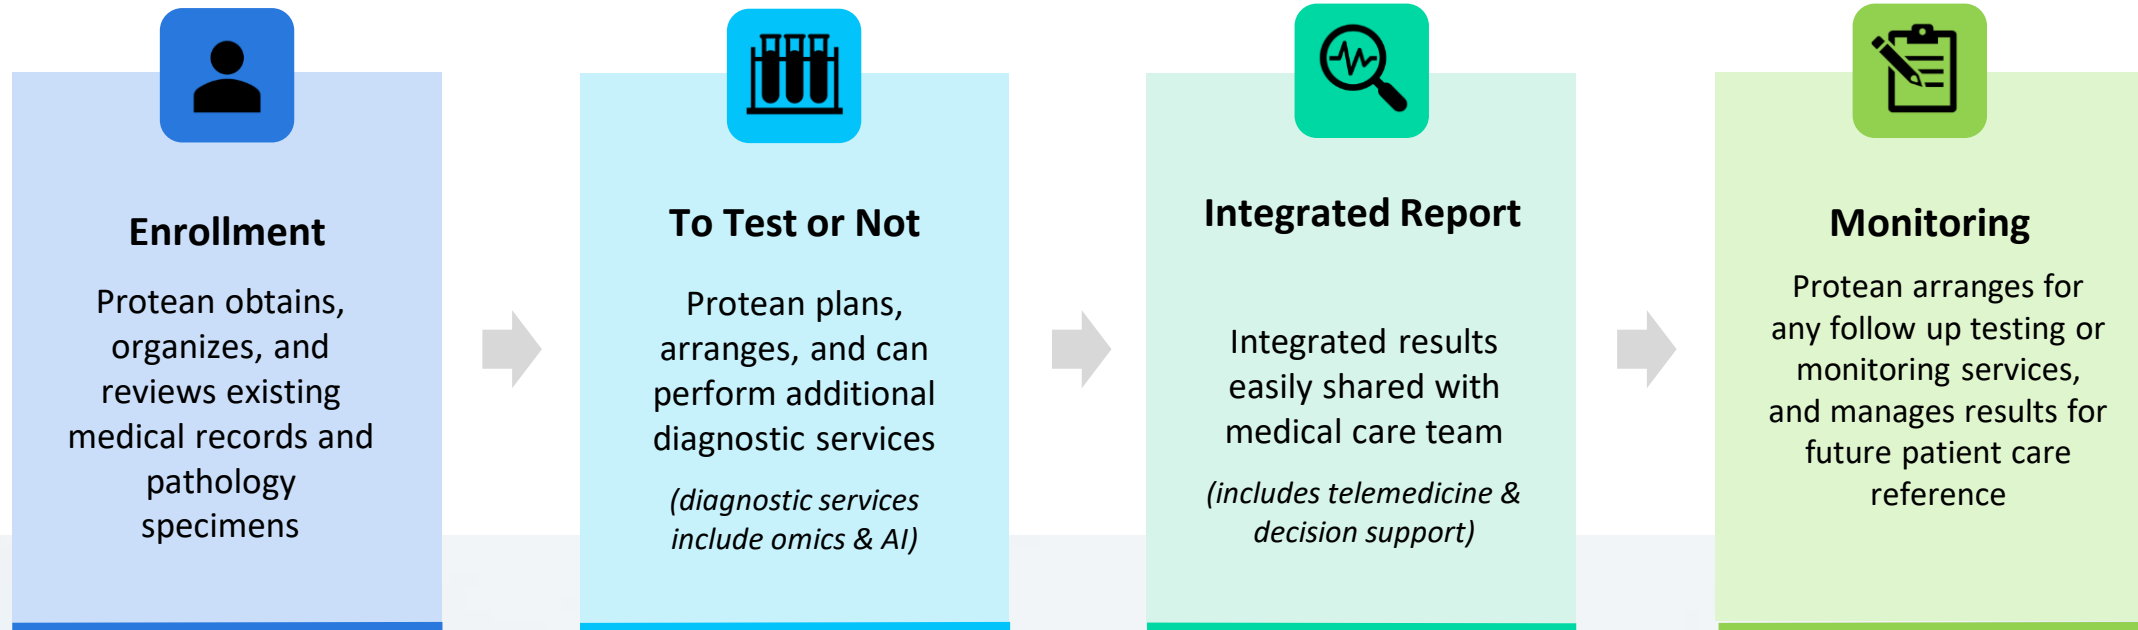 Enrollment
Protean obtains,
organizes, and
reviews existing
medical records and
pathology
specimens
To Test or Not
Protean plans,
arranges, and can
perform additional
diagnostic services
(diagnostic services
include omics & AI)
Integrated Report
Integrated results
easily shared with
medical care team
(includes telemedicine &
decision support)
Monitoring
Protean arranges for
any follow up testing or
monitoring services,
and manages results for
future patient care
reference